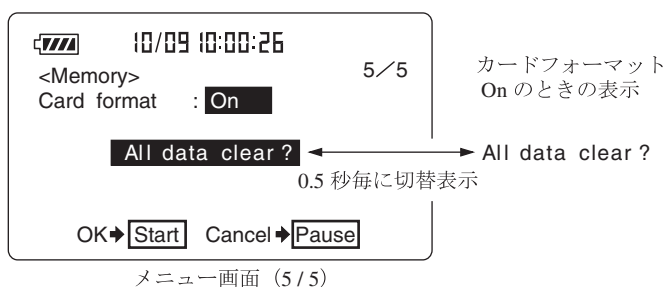 10/09 10:00:26
<Memory>
5/5
Card format : On
All data clear ?
OK➔ Start Cancel ➔ Pause
カードフォーマット
On のときの表示
All data clear ?
0.5 秒毎に切替表示
メニュー画面（5 / 5）